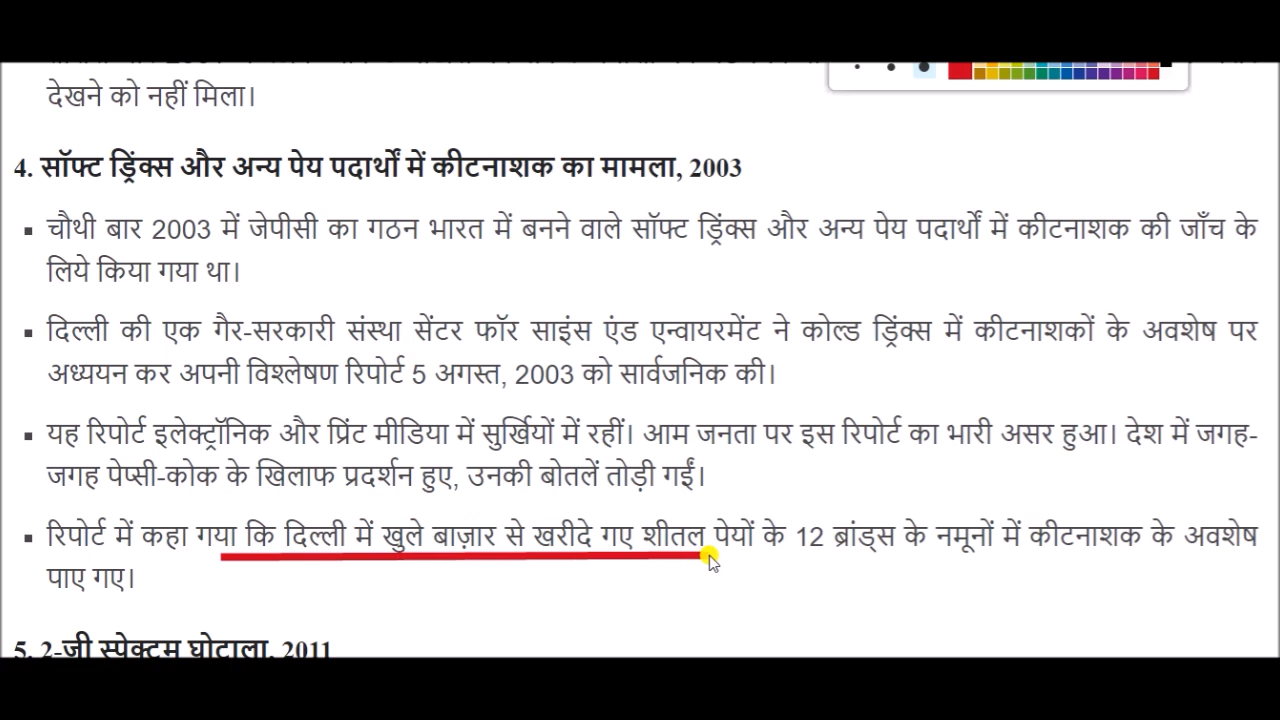 देखने को नहीं मिला।
4. सॉफ्ट ड्रिंक्स और अन्य पेय पदार्थों में कीटनाशक का मामला, 2003
▪ चौथी बार 2003 में जेपीसी का गठन भारत में बनने वाले सॉफ्ट ड्रिंक्स और अन्य पेय पदार्थों में कीटनाशक की जाँच के
लिये किया गया था।
▪ दिल्ली की एक गैर-सरकारी संस्था सेंटर फॉर साइंस एंड एन्वायरमेंट ने कोल्ड ड्रिंक्स में कीटनाशकों के अवशेष पर
अध्ययन कर अपनी विश्लेषण रिपोर्ट 5 अगस्त, 2003 को सार्वजनिक की।
▪ यह रिपोर्ट इलेक्ट्रॉनिक और प्रिंट मीडिया में सुर्खियों में रहीं। आम जनता पर इस रिपोर्ट का भारी असर हुआ। देश में जगह-
जगह पेप्सी-कोक के खिलाफ प्रदर्शन हुए, उनकी बोतलें तोड़ी गईं।
▪ रिपोर्ट में कहा गया कि दिल्ली में खुले बाज़ार से खरीदे गए शीतल पेयों के 12 ब्रांड्स के नमूनों में कीटनाशक के अवशेष
पाए गए।
5. 2-जी स्पेक्ट्रम घोटाला, 2011